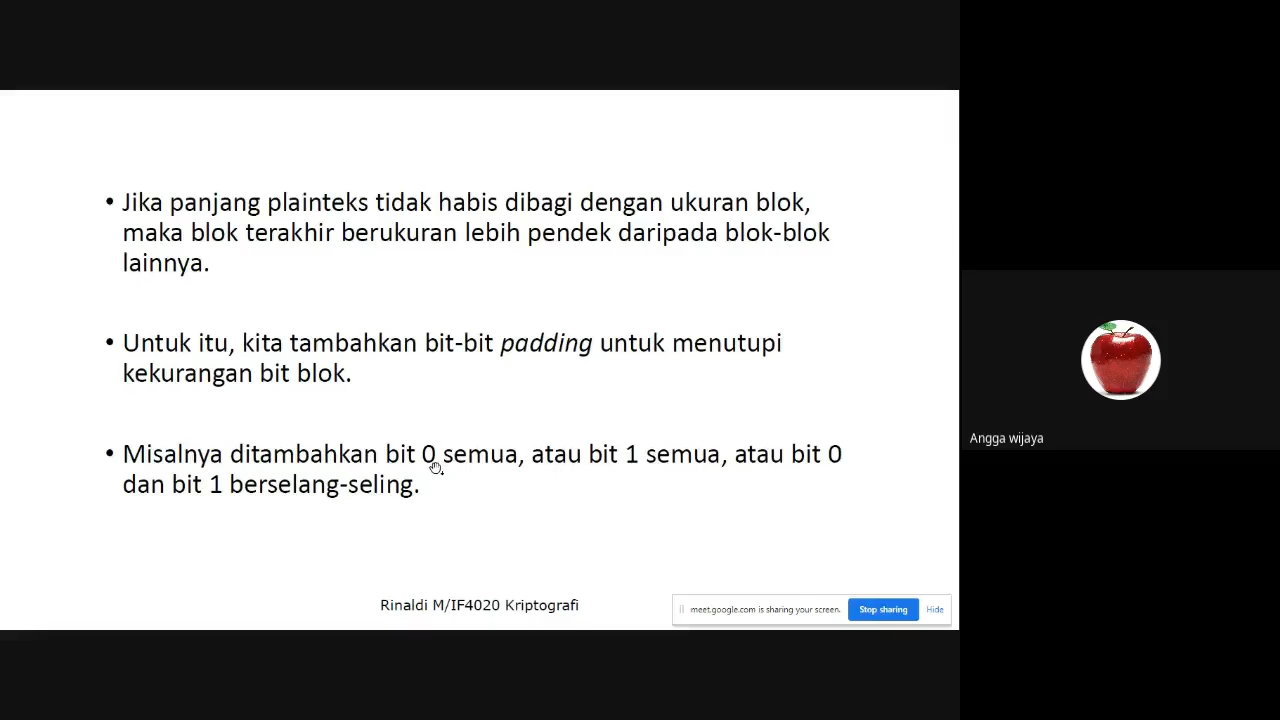 • Jika panjang plainteks tidak habis dibagi dengan ukuran blok,
maka blok terakhir berukuran lebih pendek daripada blok-blok
lainnya.
• Untuk itu, kita tambahkan bit-bit padding untuk menutupi
kekurangan bit blok.
• Misalnya ditambahkan bit 0 semua, atau bit 1 semua, atau bit 0
dan bit 1 berselang-seling.
Rinaldi M/IF4020 Kriptografi
meet.google.com is sharing your screen. Stop sharing Hide
Angga wijaya